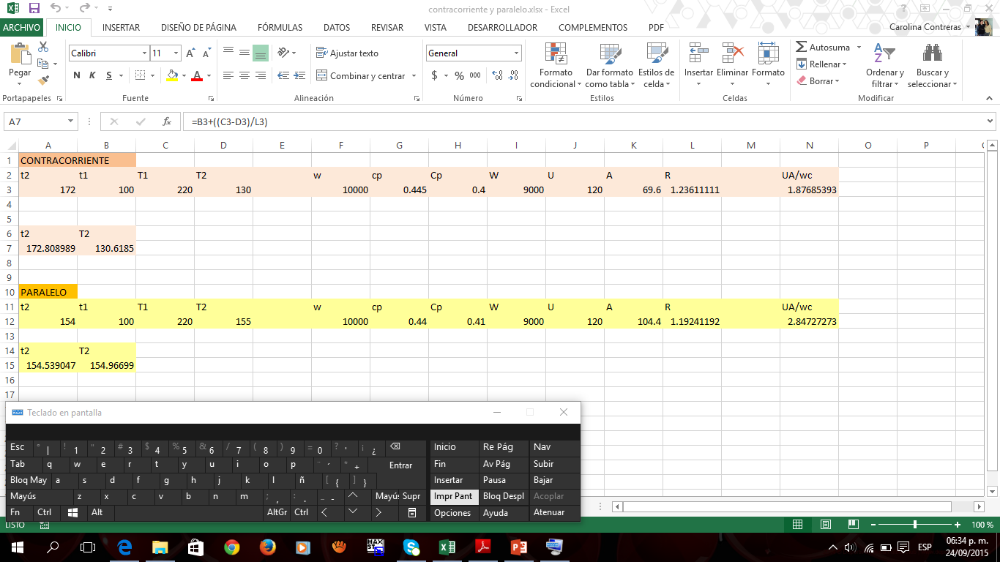 contracorriente y paralelo.xlsx - Excel
ARCHIVO INICIO INSERTAR DISEÑO DE PÁGINA FÓRMULAS DATOS REVISAR VISTA DESARROLLADOR COMPLEMENTOS PDF Carolina Contreras
Pegar
Calibri 11
N K S
Ajustar texto
Combinar y centrar
General
$ % 000
Formato condicional
Dar formato como tabla
Estilos de celda
Insertar Eliminar Formato
Autosuma
Rellenar
Borrar
Ordenar y filtrar
Buscar y seleccionar
Portapapeles Fuente Alineación Número Estilos Celdas Modificar
A7 fx =B3+((C3-D3)/L3)
A B C D E F G H I J K L M N O P
1 CONTRACORRIENTE
2 t2 t1 T1 T2 w cp Cp W U A R UA/wc
3 172 100 220 130 10000 0.445 0.4 9000 120 69.6 1.23611111 1.87685393
4
5
6 t2 T2
7 172.808989 130.6185
8
9
10 PARALELO
11 t2 t1 T1 T2 w cp Cp W U A R UA/wc
12 154 100 220 155 10000 0.44 0.41 9000 120 104.4 1.19241192 2.84727273
13
14 t2 T2
15 154.539047 154.96699
16
17
Teclado en pantalla
Esc ° | ! 1 " 2 # 3 $ 4 % 5 & 6 / 7 ( 8 ) 9 = 0 ? ' ¡ ¿ Inicio Re Pág Nav
Tab q w e r t y u i o p ¨ ´ * + Entrar Fin Av Pág Subir
Bloq May a s d f g h j k l ñ [ { ] } Insertar Pausa Bajar
Mayús z x c v b n m ; , : . _ - Mayús Supr Impr Pant Bloq Despl Acoplar
Fn Ctrl Alt AltGr Ctrl Opciones Ayuda Atenuar
LISTO 100 %
ESP
06:34 p. m.
24/09/2015